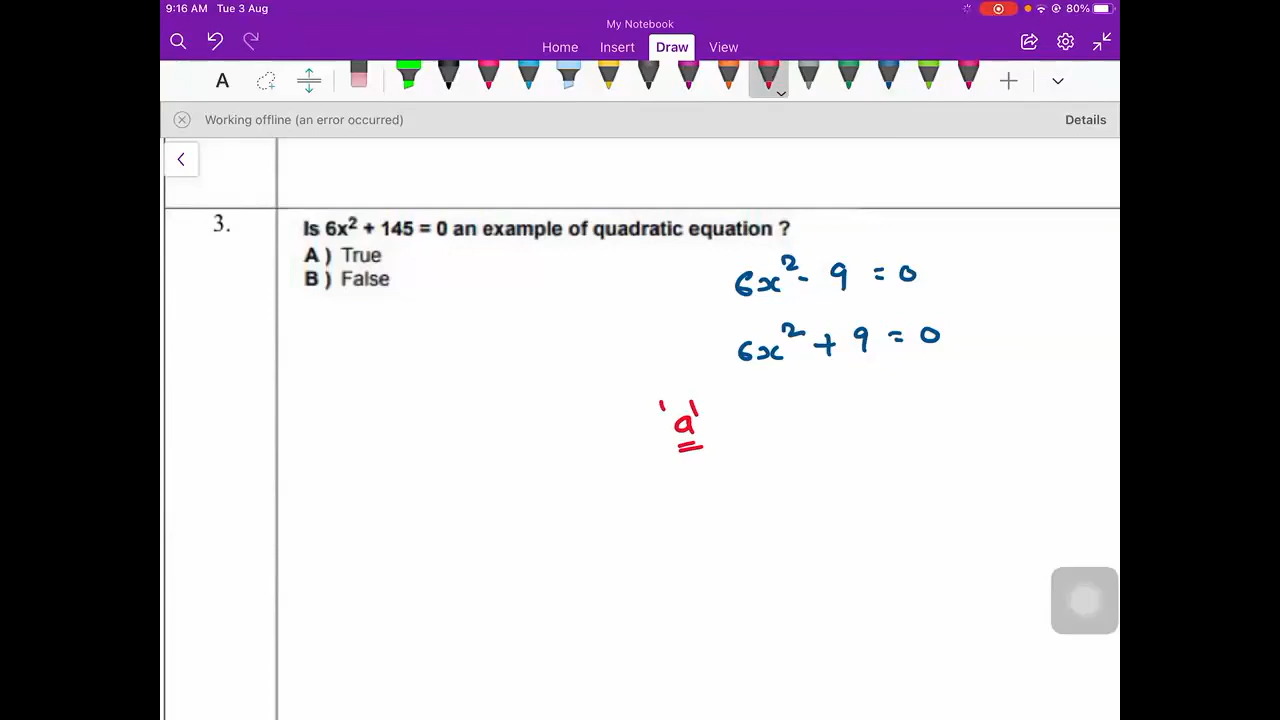 9:16 AM Tue 3 Aug
80%
My Notebook
Home Insert Draw View
A
Working offline (an error occurred)
Details
3.
Is 6x² + 145 = 0 an example of quadratic equation ?
A ) True
B ) False
6x² - 9 = 0
6x² + 9 = 0
'a'